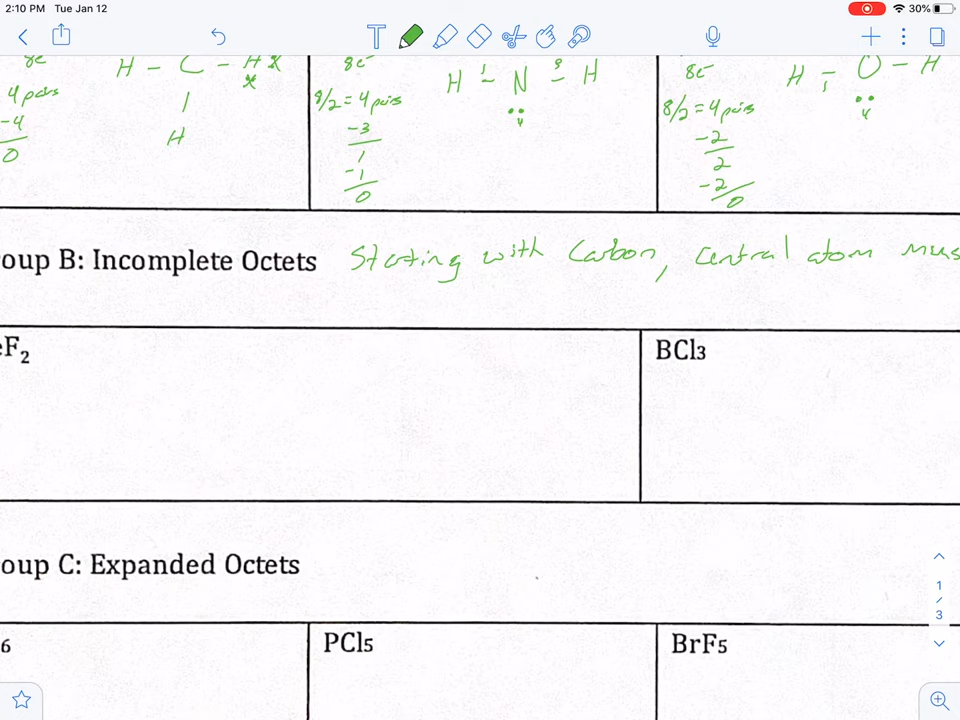 2:10 PM Tue Jan 12
30%
8e⁻
H – C – H
4 pairs
-4
0
H
8e⁻
H – N – H
8/2 = 4 pairs
-3
1
-1
0
8e⁻
H – O – H
8/2 = 4 pairs
-2
2
-2
0
oup B: Incomplete Octets Starting with Carbon, Central atom mus
eF₂
BCl₃
oup C: Expanded Octets
6
PCl₅
BrF₅
1
/
3